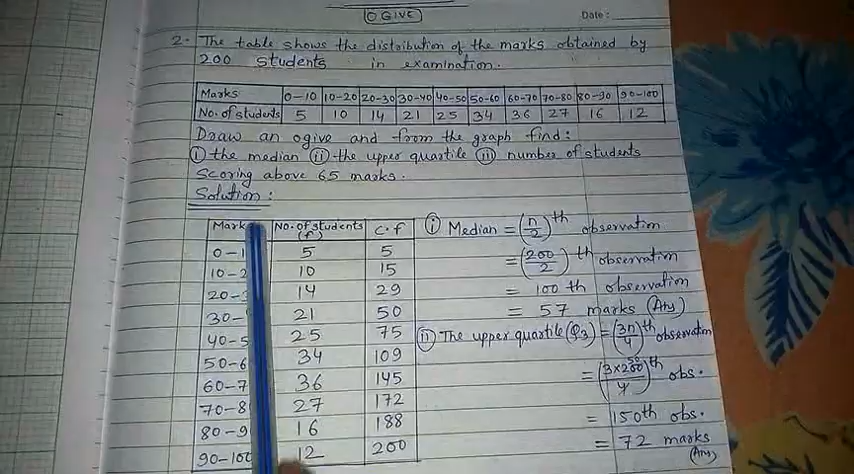 OGIVE
Date:
2. The table shows the distribution of the marks obtained by
200 students in examination.
Marks 0-10 10-20 20-30 30-40 40-50 50-60 60-70 70-80 80-90 90-100
No. of students 5 10 14 21 25 34 36 27 16 12
Draw an ogive and from the graph find:
(i) the median (ii) the upper quartile (iii) number of students
Scoring above 65 marks.
Solution:
Mark No. of students (f) C.f
0-1 5 5
10-2 10 15
20-3 14 29
30- 21 50
40-5 25 75
50-6 34 109
60-7 36 145
70-8 27 172
80-9 16 188
90-100 12 200
(i) Median = (n/2)th observation
= (200/2)th observation
= 100 th observation
= 57 marks (Ans)
(ii) The upper quartile (Q3) = (3n/4)th observation
= (3×200/4)th obs. 50
= 150th obs.
= 72 marks
(Ans)